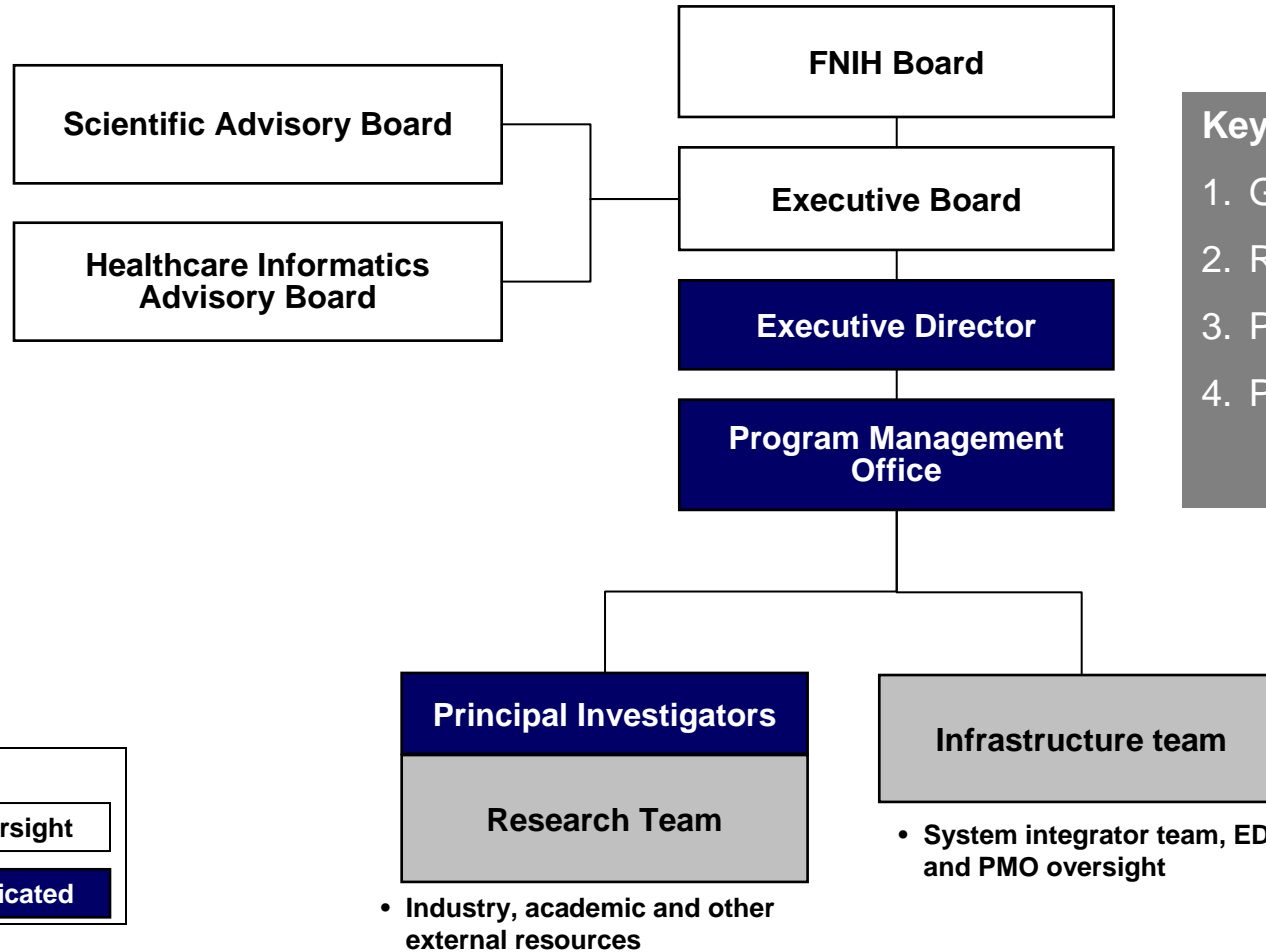 FNIH Board
Scientific Advisory Board
Executive Board
Healthcare Informatics
Advisory Board
Executive Director
Program Management
Office
Key
1. G
2. R
3. P
4. P
Principal Investigators
Research Team
• Industry, academic and other
external resources
Infrastructure team
• System integrator team, ED
and PMO oversight
rsight
icated